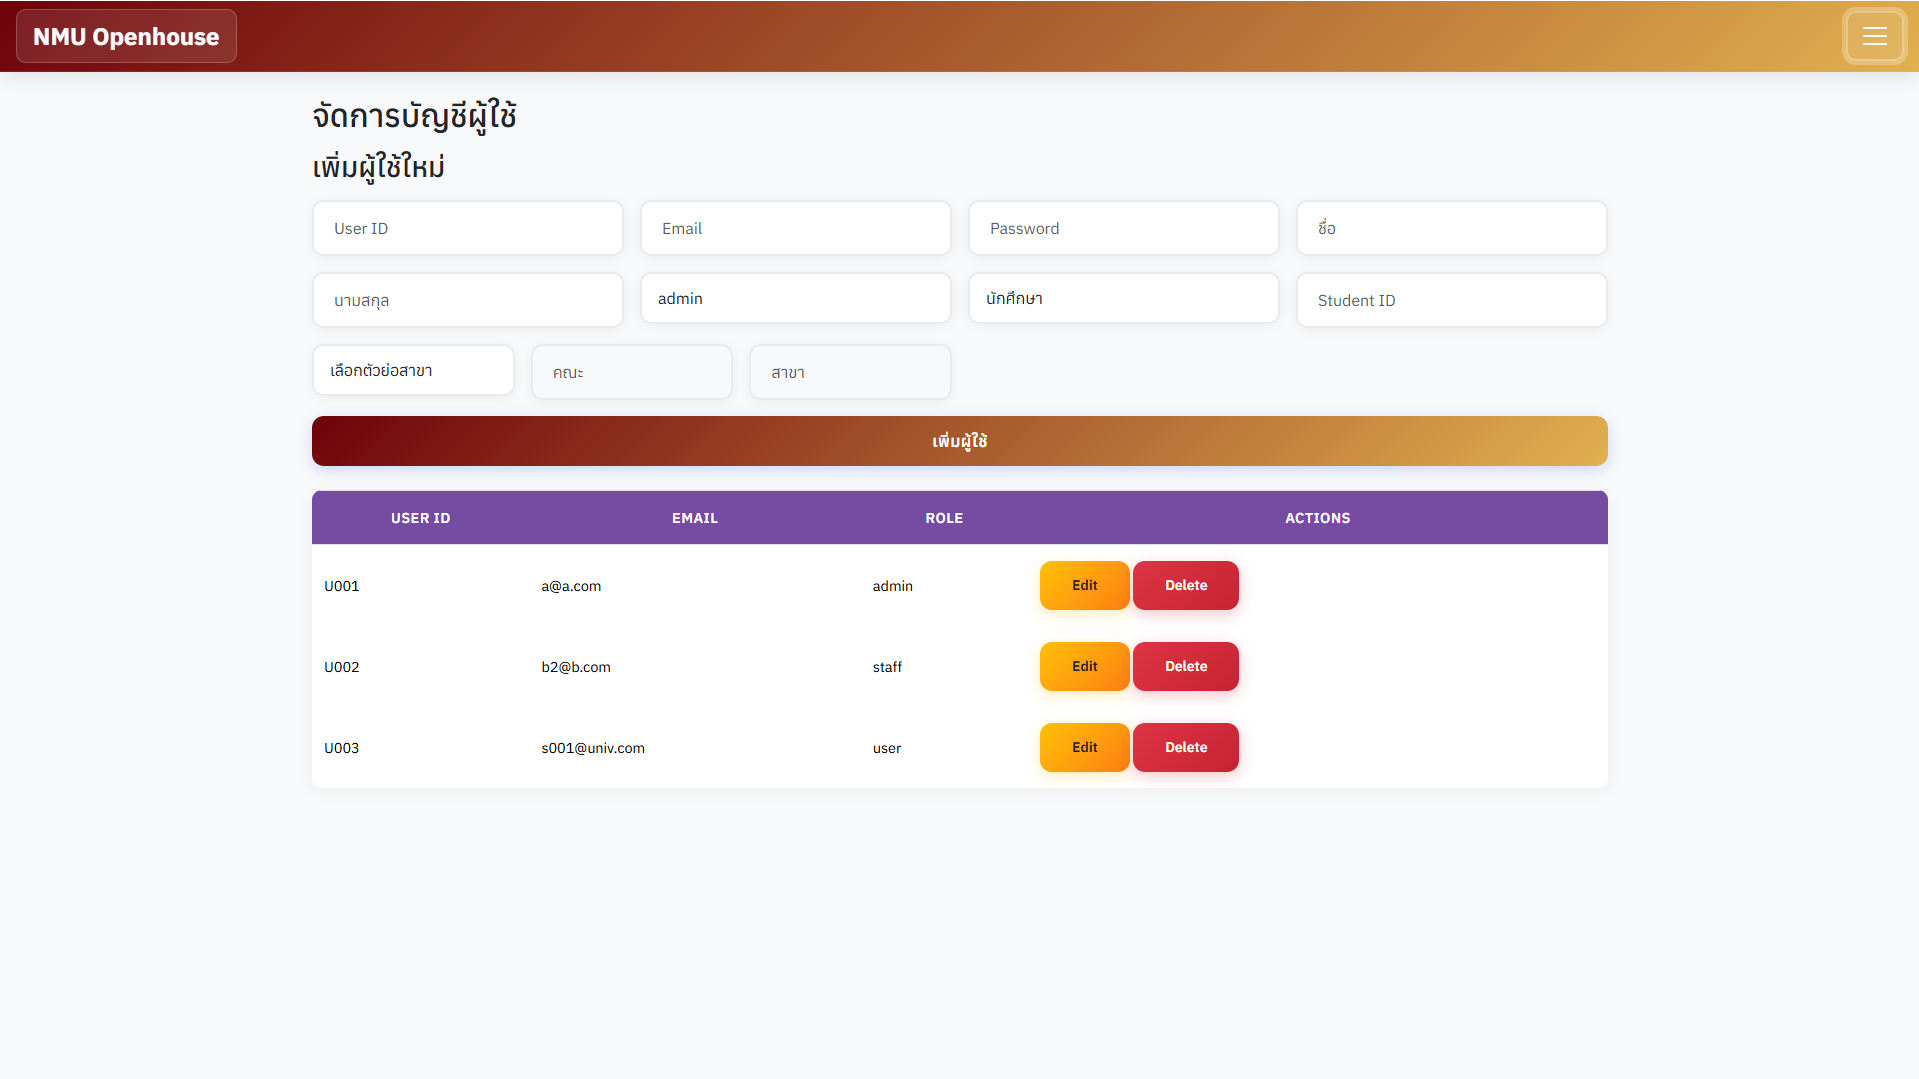 NMU Openhouse
จัดการบัญชีผู้ใช้
เพิ่มผู้ใช้ใหม่
User ID Email Password ชื่อ
นามสกุล admin นักศึกษา Student ID
เลือกตัวย่อสาขา คณะ สาขา
เพิ่มผู้ใช้
USER ID EMAIL ROLE ACTIONS
U001 a@a.com admin Edit Delete
U002 b2@b.com staff Edit Delete
U003 s001@univ.com user Edit Delete